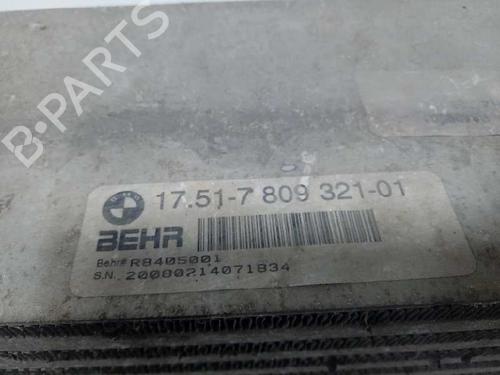 B-PARTS
17.51-7 809 321-01
BEHR
Behr# R8405001
S.N. 20080214071834